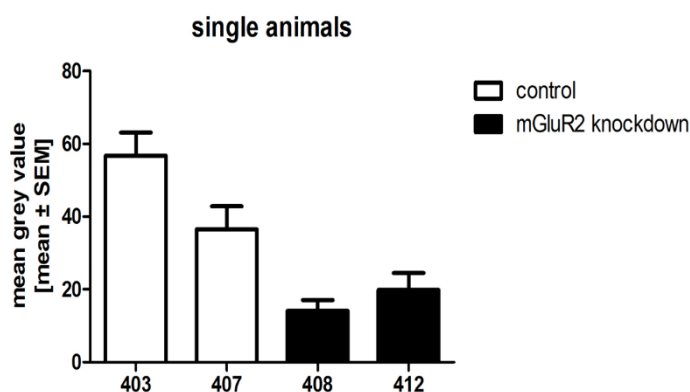 single animals
mean grey value
[mean ± SEM]
80
60
40
20
0
403 407 408 412
control
mGluR2 knockdown